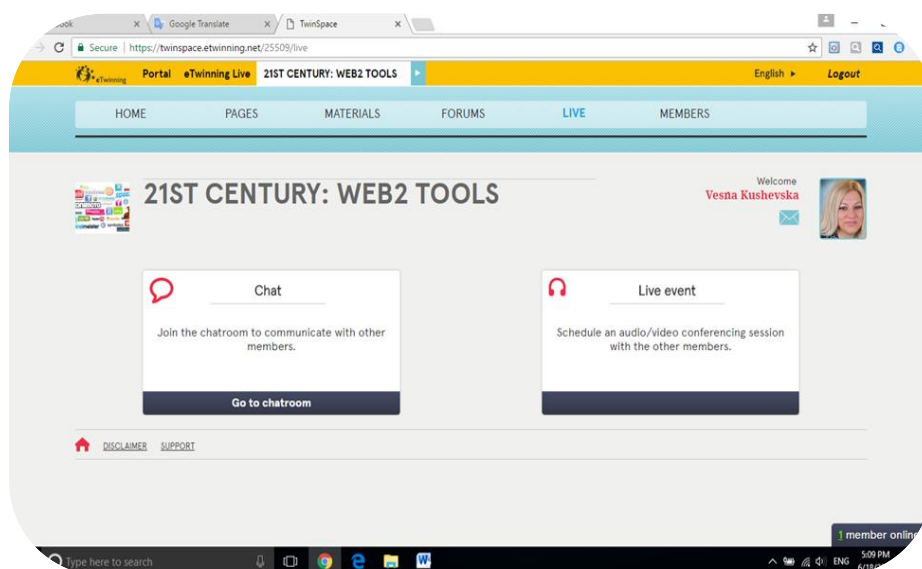 ook Google Translate TwinSpace
Secure https://twinspace.etwinning.net/25509/live
eTwinning Portal eTwinning Live 21ST CENTURY: WEB2 TOOLS English Logout
HOME PAGES MATERIALS FORUMS LIVE MEMBERS
Welcome
21ST CENTURY: WEB2 TOOLS Vesna Kushevska
Chat
Join the chatroom to communicate with other
members.
Go to chatroom
Live event
Schedule an audio/video conferencing session
with the other members.
DISCLAIMER SUPPORT
1 member online
Type here to search ENG 5:09 PM